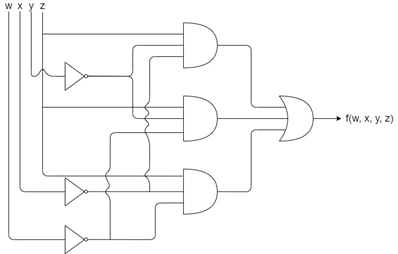 w x y z
f(w, x, y, z)